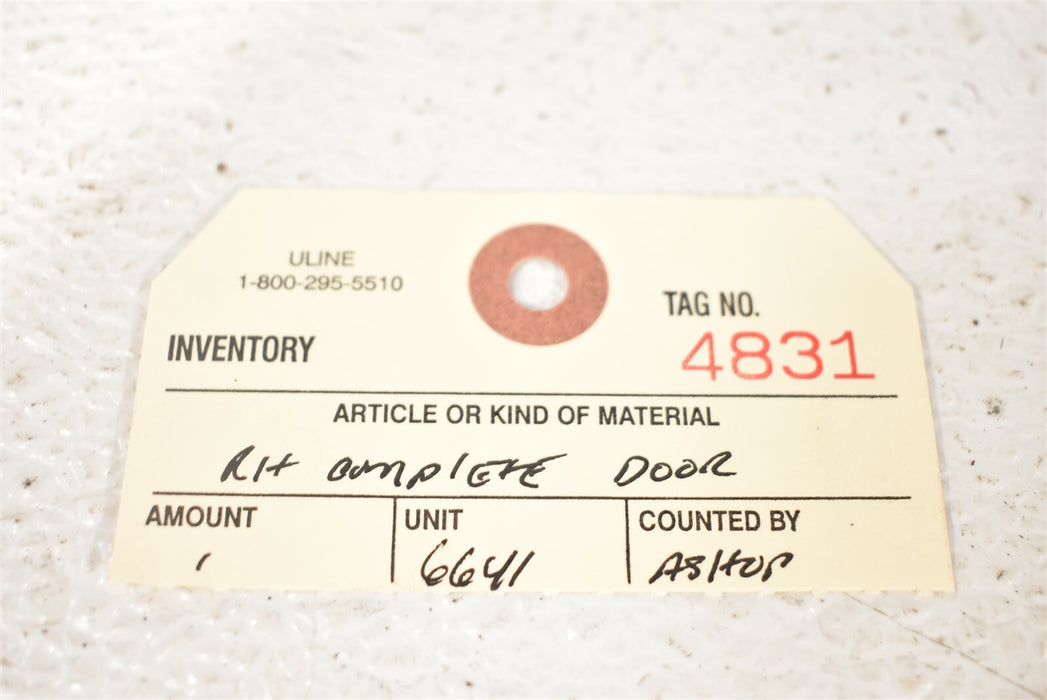 ULINE
1-800-295-5510
TAG NO.
4831
INVENTORY
ARTICLE OR KIND OF MATERIAL
RH COMPLETE DOOR
AMOUNT UNIT COUNTED BY
1 6641